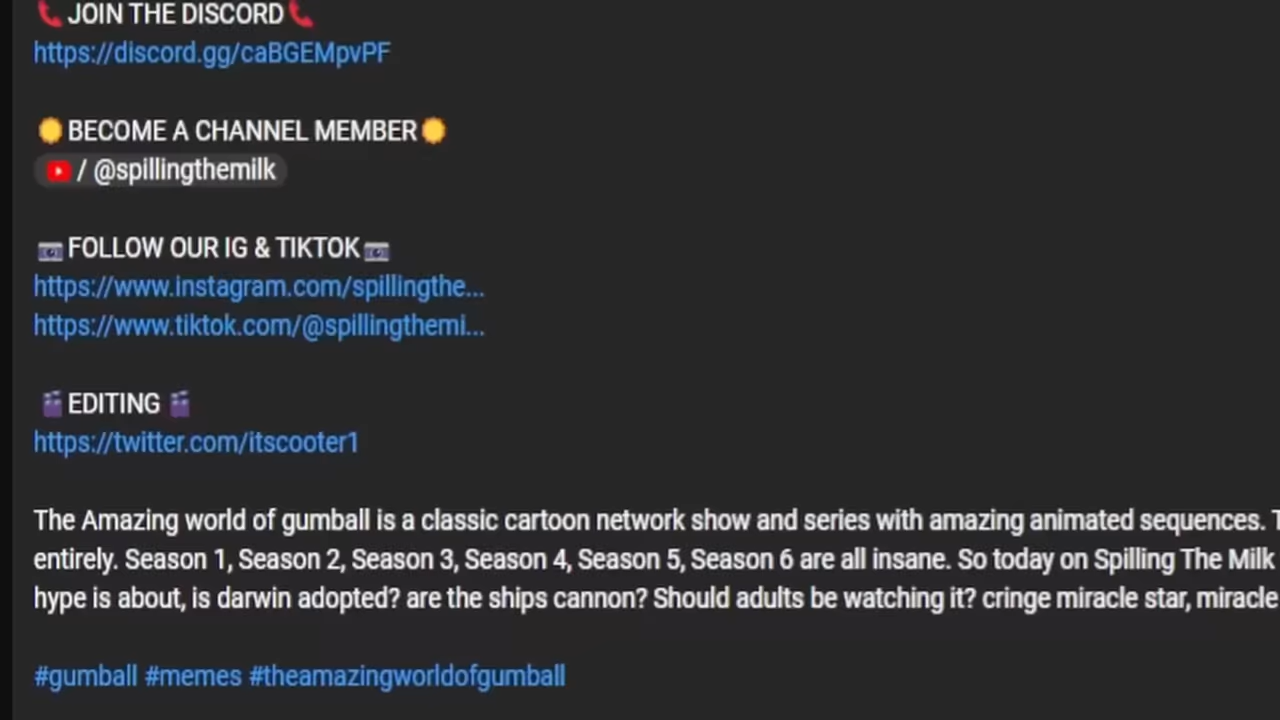 📞JOIN THE DISCORD📞
https://discord.gg/caBGEMpvPF
🌼BECOME A CHANNEL MEMBER🌼
/ @spillingthemilk
📷FOLLOW OUR IG & TIKTOK📷
https://www.instagram.com/spillingthe...
https://www.tiktok.com/@spillingthemi...
🎬EDITING 🎬
https://twitter.com/itscooter1
The Amazing world of gumball is a classic cartoon network show and series with amazing animated sequences.
entirely. Season 1, Season 2, Season 3, Season 4, Season 5, Season 6 are all insane. So today on Spilling The Milk
hype is about, is darwin adopted? are the ships cannon? Should adults be watching it? cringe miracle star, miracle
#gumball #memes #theamazingworldofgumball